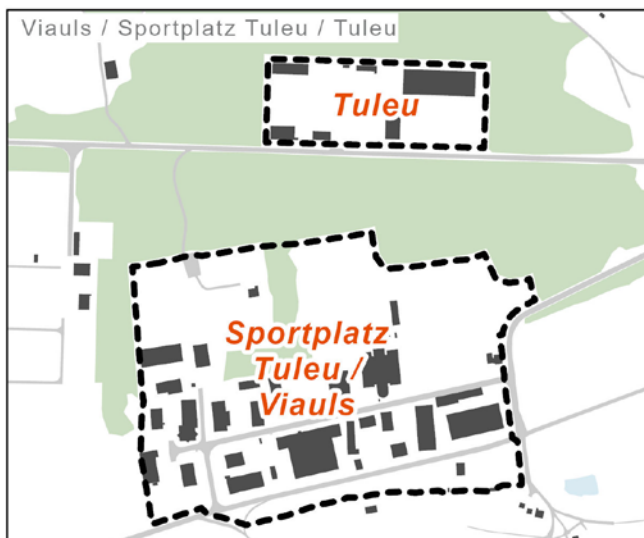 Viauls / Sportplatz Tuleu / Tuleu
Tuleu
Sportplatz
Tuleu /
Viauls